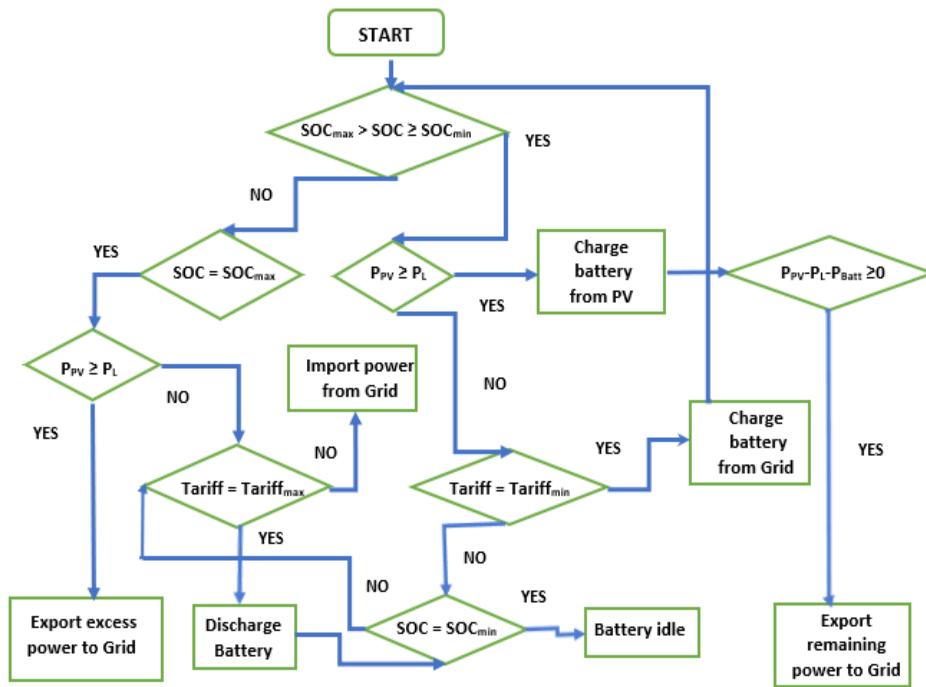 START
SOCmax > SOC ≥ SOCmin
YES
NO
YES
SOC = SOCmax
PPV ≥ PL
YES
Charge
battery
from PV
PPV-PL-PBatt ≥0
PPV ≥ PL
NO
YES
Import power
from Grid
NO
NO
YES
Charge
battery
from Grid
YES
Tariff = Tariffmax
Tariff = Tariffmin
YES
NO
NO
YES
Export excess
power to Grid
Discharge
Battery
SOC = SOCmin
Battery idle
Export
remaining
power to Grid